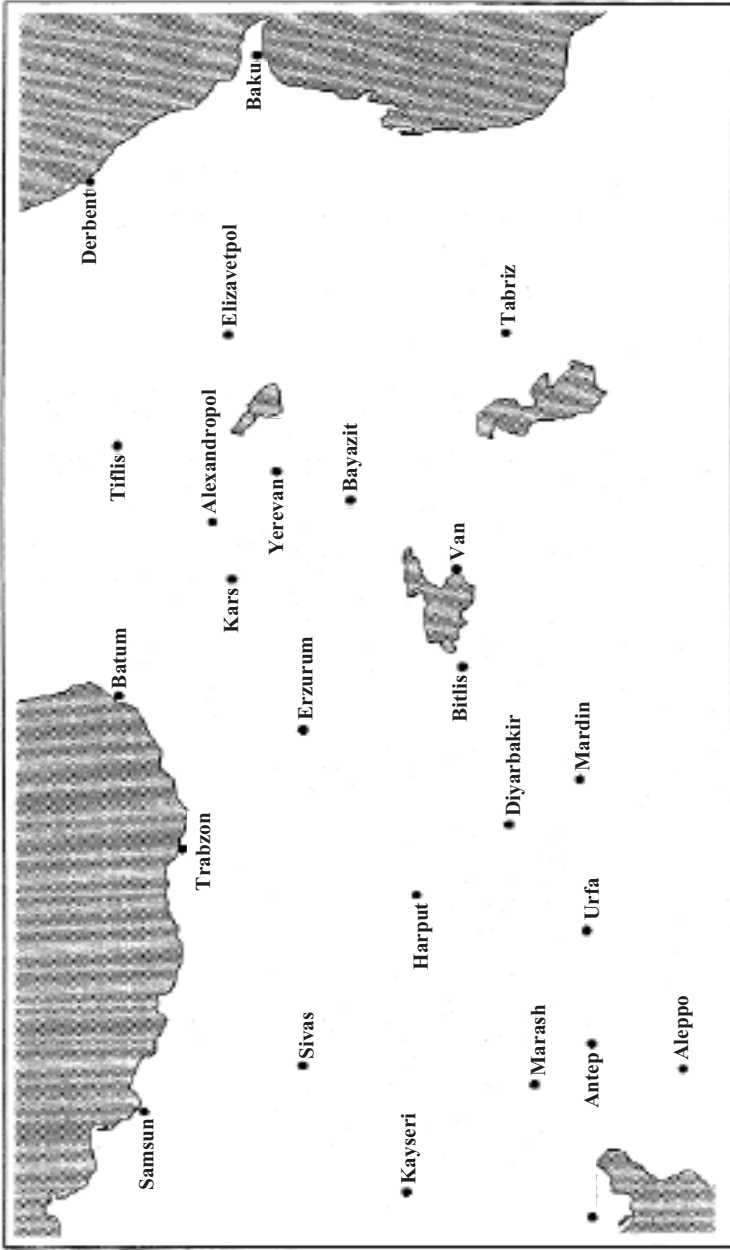 Derbent
Baku
Tiflis
Elizavetpol
Alexandropol
Batum
Kars
Yerevan
Bayazit
Tabriz
Trabzon
Erzurum
Van
Bitlis
Samsun
Sivas
Harput
Diyarbakir
Mardin
Kayseri
Marash
Urfa
Antep
Aleppo